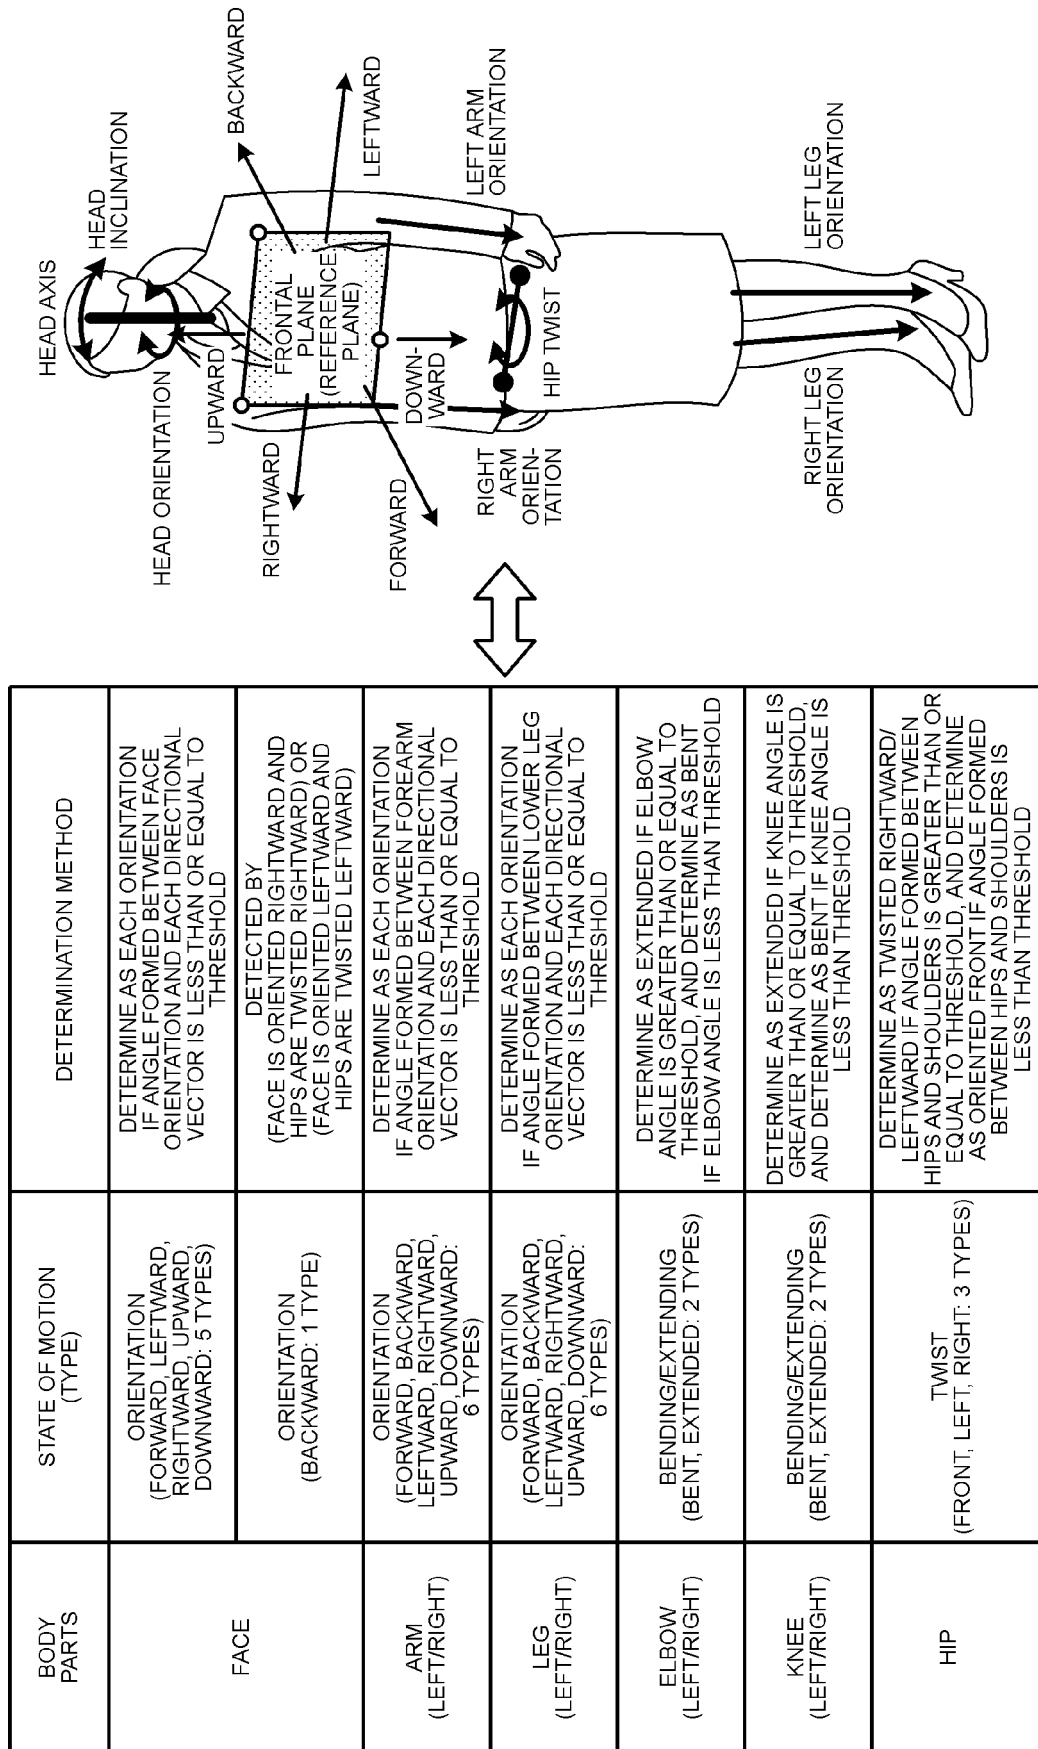 BODY
PARTS
STATE OF MOTION
(TYPE)
DETERMINATION METHOD
FACE
ORIENTATION
(FORWARD, LEFTWARD,
RIGHTWARD, UPWARD,
DOWNWARD: 5 TYPES)
DETERMINE AS EACH ORIENTATION
IF ANGLE FORMED BETWEEN FACE
ORIENTATION AND EACH DIRECTIONAL
VECTOR IS LESS THAN OR EQUAL TO
THRESHOLD
ORIENTATION
(BACKWARD: 1 TYPE)
DETECTED BY
(FACE IS ORIENTED RIGHTWARD AND
HIPS ARE TWISTED RIGHTWARD) OR
(FACE IS ORIENTED LEFTWARD AND
HIPS ARE TWISTED LEFTWARD)
ARM
(LEFT/RIGHT)
ORIENTATION
(FORWARD, BACKWARD,
LEFTWARD, RIGHTWARD,
UPWARD, DOWNWARD:
6 TYPES)
DETERMINE AS EACH ORIENTATION
IF ANGLE FORMED BETWEEN FOREARM
ORIENTATION AND EACH DIRECTIONAL
VECTOR IS LESS THAN OR EQUAL TO
THRESHOLD
LEG
(LEFT/RIGHT)
ORIENTATION
(FORWARD, BACKWARD,
LEFTWARD, RIGHTWARD,
UPWARD, DOWNWARD:
6 TYPES)
DETERMINE AS EACH ORIENTATION
IF ANGLE FORMED BETWEEN LOWER LEG
ORIENTATION AND EACH DIRECTIONAL
VECTOR IS LESS THAN OR EQUAL TO
THRESHOLD
ELBOW
(LEFT/RIGHT)
BENDING/EXTENDING
(BENT, EXTENDED: 2 TYPES)
DETERMINE AS EXTENDED IF ELBOW
ANGLE IS GREATER THAN OR EQUAL TO
THRESHOLD, AND DETERMINE AS BENT
IF ELBOW ANGLE IS LESS THAN THRESHOLD
KNEE
(LEFT/RIGHT)
BENDING/EXTENDING
(BENT, EXTENDED: 2 TYPES)
DETERMINE AS EXTENDED IF KNEE ANGLE IS
GREATER THAN OR EQUAL TO THRESHOLD,
AND DETERMINE AS BENT IF KNEE ANGLE IS
LESS THAN THRESHOLD
HIP
TWIST
(FRONT, LEFT, RIGHT: 3 TYPES)
DETERMINE AS TWISTED RIGHTWARD/
LEFTWARD IF ANGLE FORMED BETWEEN
HIPS AND SHOULDERS IS GREATER THAN OR
EQUAL TO THRESHOLD, AND DETERMINE
AS ORIENTED FRONT IF ANGLE FORMED
BETWEEN HIPS AND SHOULDERS IS
LESS THAN THRESHOLD
HEAD AXIS
HEAD
INCLINATION
HEAD ORIENTATION
UPWARD
BACKWARD
RIGHTWARD
FRONTAL
PLANE
(REFERENCE
PLANE)
LEFTWARD
FORWARD
DOWN-
WARD
LEFT ARM
ORIENTATION
RIGHT
ARM
ORIEN-
TATION
HIP TWIST
RIGHT LEG
ORIENTATION
LEFT LEG
ORIENTATION